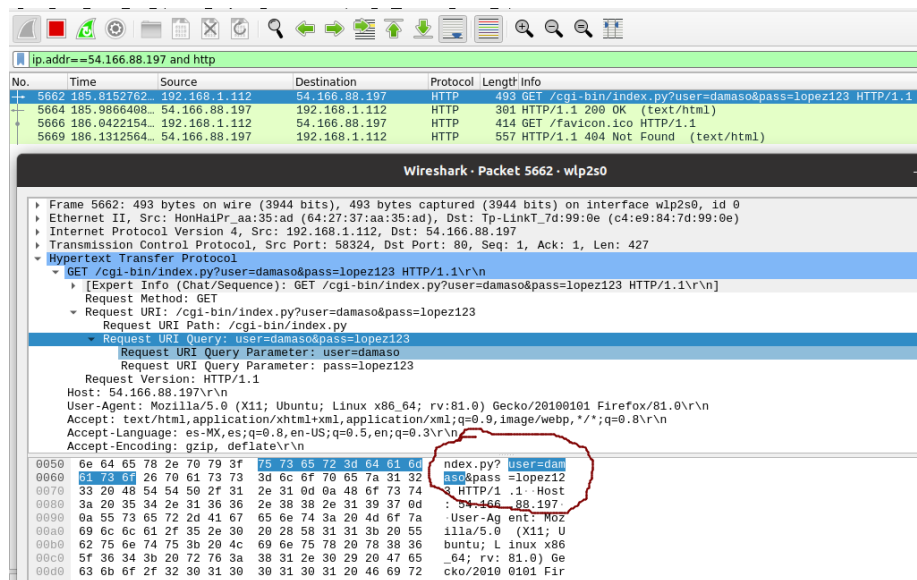 ip.addr==54.166.88.197 and http
No. Time Source Destination Protocol Length Info
5662 185.8152762… 192.168.1.112 54.166.88.197 HTTP 493 GET /cgi-bin/index.py?user=damaso&pass=lopez123 HTTP/1.1
5664 185.9866408… 54.166.88.197 192.168.1.112 HTTP 301 HTTP/1.1 200 OK (text/html)
5666 186.0422154… 192.168.1.112 54.166.88.197 HTTP 414 GET /favicon.ico HTTP/1.1
5669 186.1312564… 54.166.88.197 192.168.1.112 HTTP 557 HTTP/1.1 404 Not Found (text/html)
Wireshark · Packet 5662 · wlp2s0
Frame 5662: 493 bytes on wire (3944 bits), 493 bytes captured (3944 bits) on interface wlp2s0, id 0
Ethernet II, Src: HonHaiPr_aa:35:ad (64:27:37:aa:35:ad), Dst: Tp-LinkT_7d:99:0e (c4:e9:84:7d:99:0e)
Internet Protocol Version 4, Src: 192.168.1.112, Dst: 54.166.88.197
Transmission Control Protocol, Src Port: 58324, Dst Port: 80, Seq: 1, Ack: 1, Len: 427
Hypertext Transfer Protocol
GET /cgi-bin/index.py?user=damaso&pass=lopez123 HTTP/1.1\r\n
[Expert Info (Chat/Sequence): GET /cgi-bin/index.py?user=damaso&pass=lopez123 HTTP/1.1\r\n]
Request Method: GET
Request URI: /cgi-bin/index.py?user=damaso&pass=lopez123
Request URI Path: /cgi-bin/index.py
Request URI Query: user=damaso&pass=lopez123
Request URI Query Parameter: user=damaso
Request URI Query Parameter: pass=lopez123
Request Version: HTTP/1.1
Host: 54.166.88.197\r\n
User-Agent: Mozilla/5.0 (X11; Ubuntu; Linux x86_64; rv:81.0) Gecko/20100101 Firefox/81.0\r\n
Accept: text/html,application/xhtml+xml,application/xml;q=0.9,image/webp,*/*;q=0.8\r\n
Accept-Language: es-MX,es;q=0.8,en-US;q=0.5,en;q=0.3\r\n
Accept-Encoding: gzip, deflate\r\n
0050 6e 64 65 78 2e 70 79 3f 75 73 65 72 3d 64 61 6d ndex.py? user=dam
0060 61 73 6f 26 70 61 73 73 3d 6c 6f 70 65 7a 31 32 aso&pass =lopez12
0070 33 20 48 54 54 50 2f 31 2e 31 0d 0a 48 6f 73 74 3 HTTP/1 .1··Host
0080 3a 20 35 34 2e 31 36 36 2e 38 38 2e 31 39 37 0d : 54.166 .88.197·
0090 0a 55 73 65 72 2d 41 67 65 6e 74 3a 20 4d 6f 7a ·User-Ag ent: Moz
00a0 69 6c 6c 61 2f 35 2e 30 20 28 58 31 31 3b 20 55 illa/5.0 (X11; U
00b0 62 75 6e 74 75 3b 20 4c 69 6e 75 78 20 78 38 36 buntu; L inux x86
00c0 5f 36 34 3b 20 72 76 3a 38 31 2e 30 29 20 47 65 _64; rv: 81.0) Ge
00d0 63 6b 6f 2f 32 30 31 30 30 31 30 31 20 46 69 72 cko/2010 0101 Fir